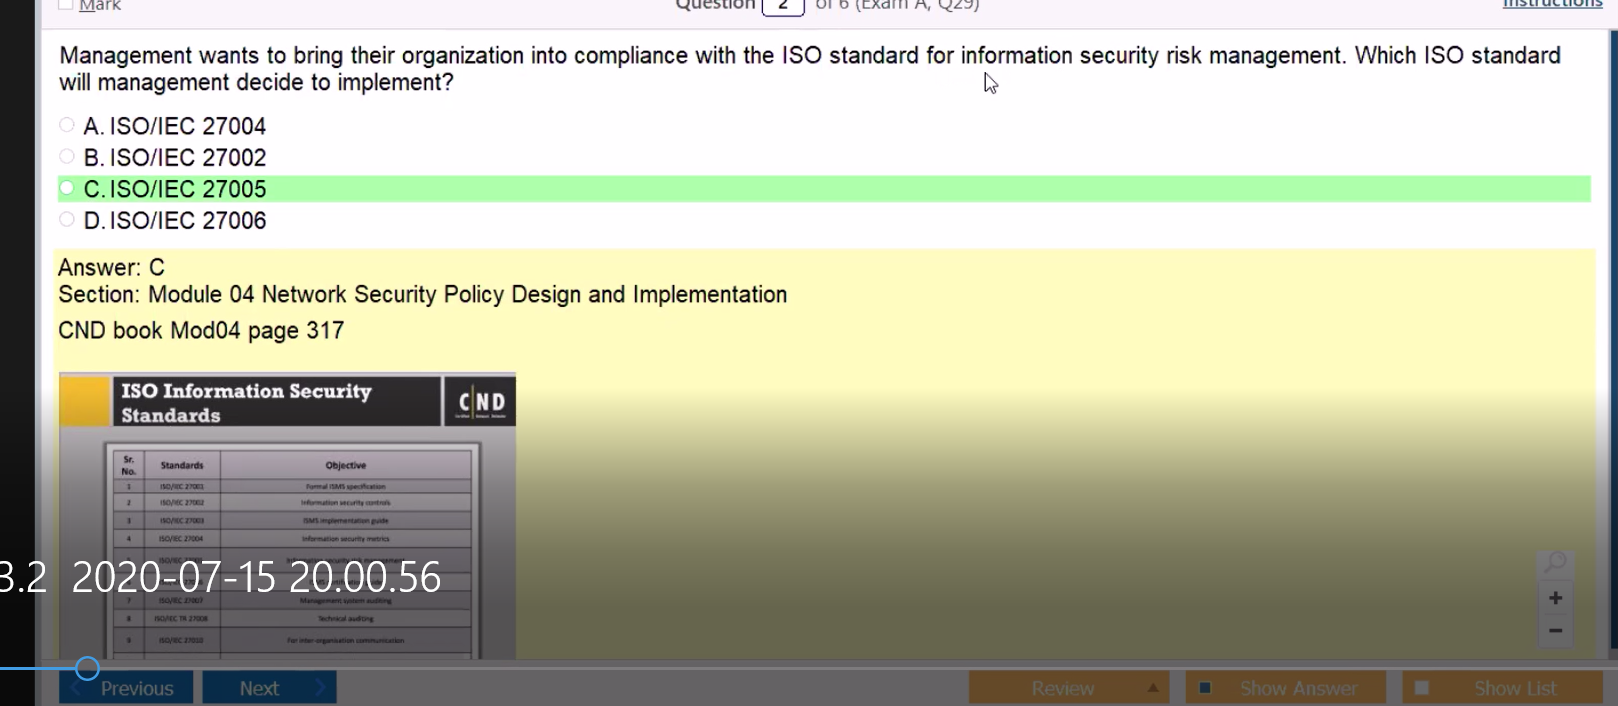 Mark
Question 2 of 6 (Exam A, Q29)
Instructions
Management wants to bring their organization into compliance with the ISO standard for information security risk management. Which ISO standard
will management decide to implement?
A. ISO/IEC 27004
B. ISO/IEC 27002
C. ISO/IEC 27005
D. ISO/IEC 27006
Answer: C
Section: Module 04 Network Security Policy Design and Implementation
CND book Mod04 page 317
ISO Information Security
Standards
CND
Sr. No. Standards Objective
1 ISO/IEC 27001 Formal ISMS specification
2 ISO/IEC 27002 Information security controls
3 ISO/IEC 27003 ISMS implementation guide
4 ISO/IEC 27004 Information security metrics
3.2 2020-07-15 20.00.56
7 ISO/IEC 27007 Management system auditing
8 ISO/IEC TR 27008 Technical auditing
9 ISO/IEC 27010 For inter-organization communication
Previous
Next
Review
Show Answer
Show List